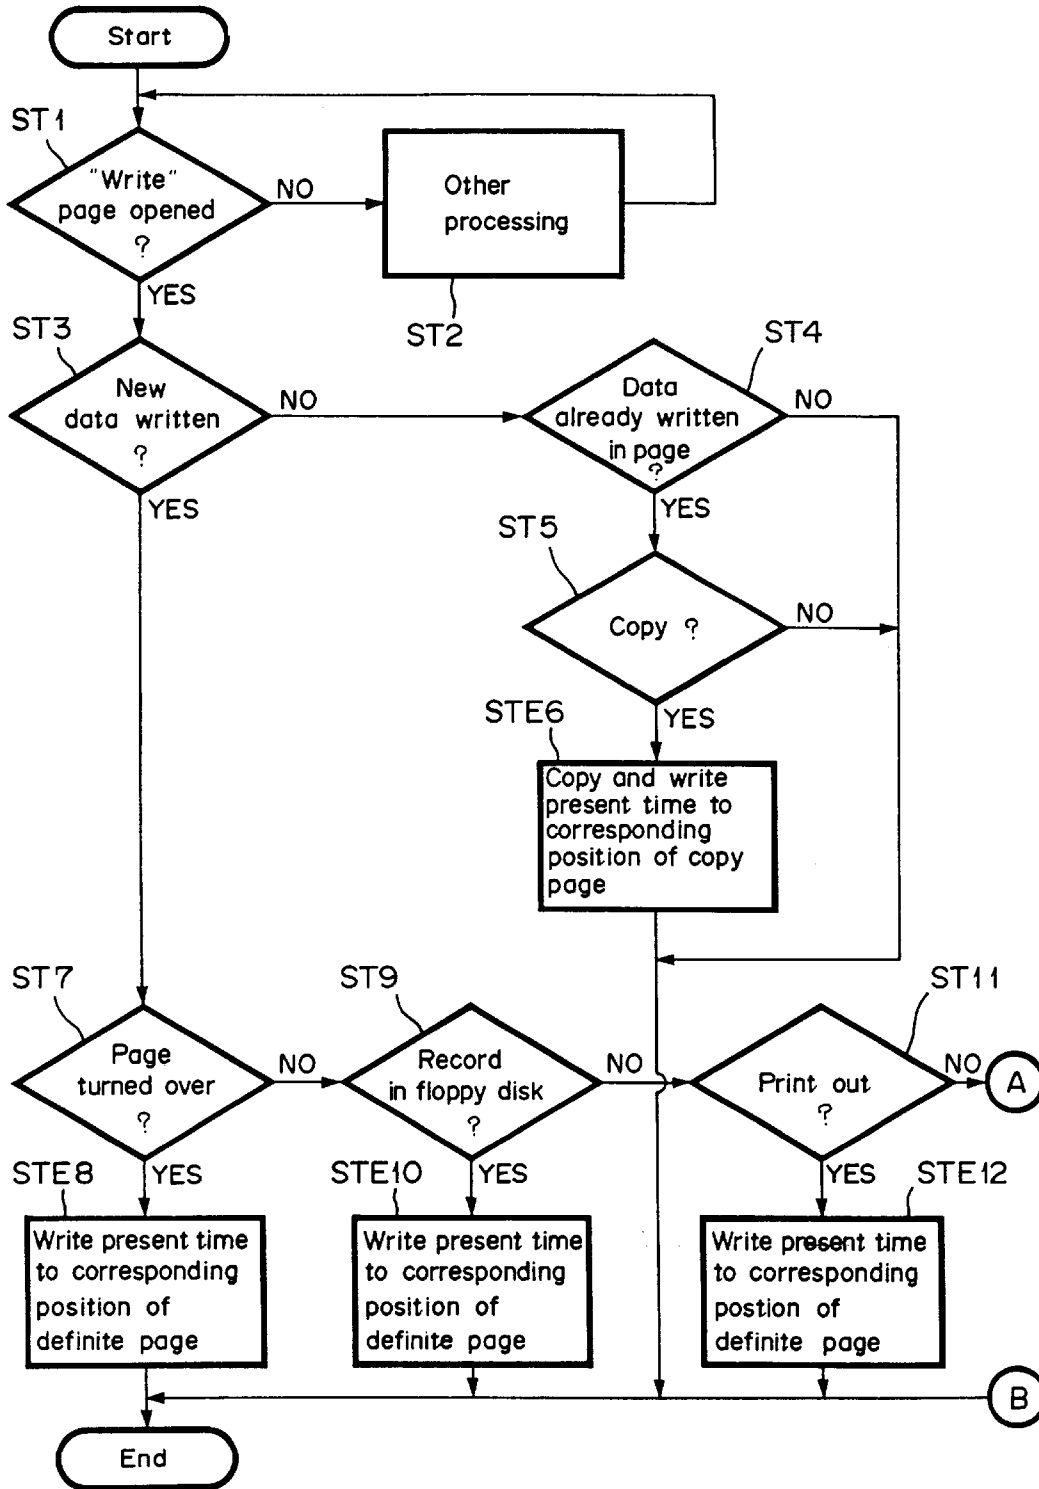 Start
ST1
"Write"
page opened
?
NO
Other
processing
ST2
YES
ST3
New
data written
?
NO
ST4
Data
already written
in page
?
NO
YES
YES
ST5
Copy ?
NO
YES
STE6
Copy and write
present time to
corresponding
position of copy
page
ST7
Page
turned over
?
NO
ST9
Record
in floppy disk
?
NO
ST11
Print out
?
NO
A
YES
YES
YES
STE8
Write present time
to corresponding
position of
definite page
STE10
Write present time
to corresponding
position of
definite page
STE12
Write present time
to corresponding
postion of
definite page
B
End